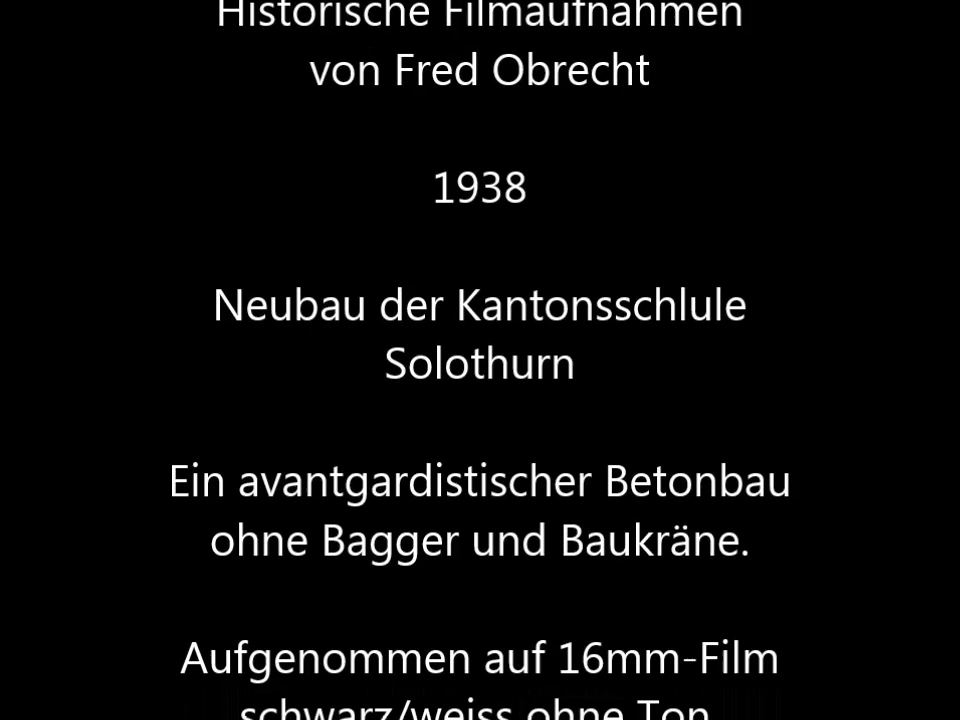 Historische Filmaufnahmen
von Fred Obrecht
1938
Neubau der Kantonsschlule
Solothurn
Ein avantgardistischer Betonbau
ohne Bagger und Baukräne.
Aufgenommen auf 16mm-Film
schwarz/weiss ohne Ton